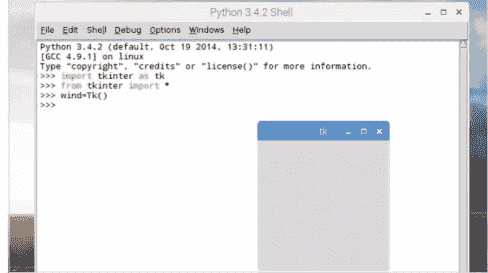 Python 3.4.2 Shell
File Edit Shell Debug Options Windows Help
Python 3.4.2 (default, Oct 19 2014, 13:31:11)
[GCC 4.9.1] on linux
Type "copyright", "credits" or "license()" for more information.
>>> import tkinter as tk
>>> from tkinter import *
>>> wind=Tk()
>>>
tk